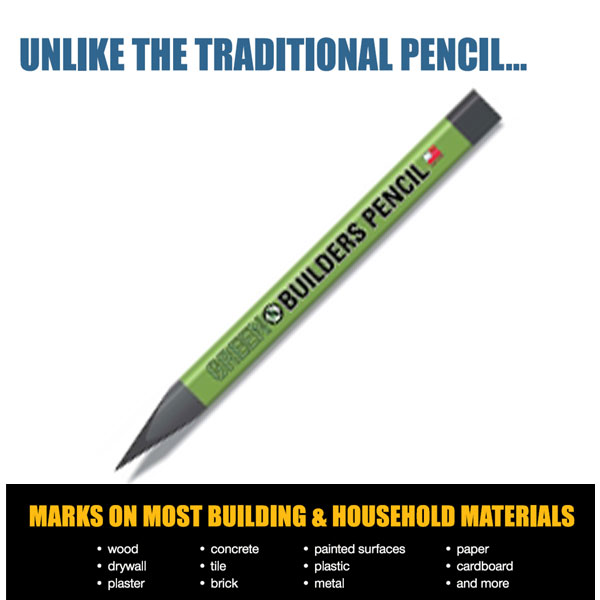 UNLIKE THE TRADITIONAL PENCIL...
GREEN BUILDERS PENCIL
MARKS ON MOST BUILDING & HOUSEHOLD MATERIALS
• wood • concrete • painted surfaces • paper
• drywall • tile • plastic • cardboard
• plaster • brick • metal • and more